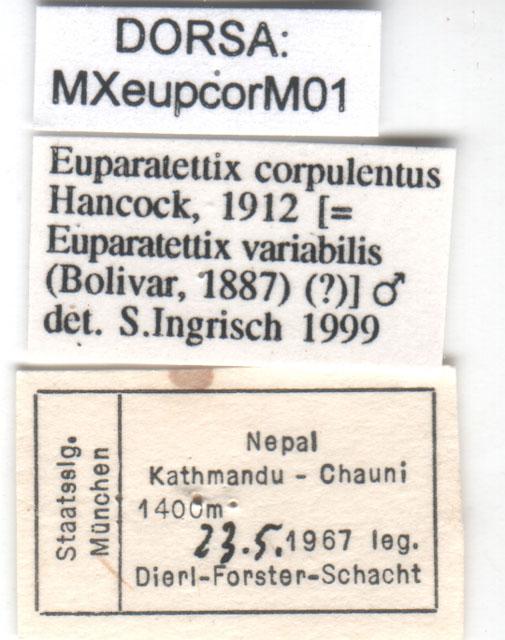 DORSA:
MXeupcorM01
Euparatettix corpulentus
Hancock, 1912 [=
Euparatettix variabilis
(Bolivar, 1887) (?)] ♂
det. S.Ingrisch 1999
Staatsslg.
München
Nepal
Kathmandu - Chauni
1400m
23.5.1967 leg.
Dierl-Forster-Schacht